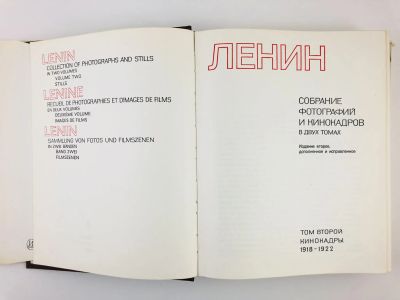 LENIN
COLLECTION OF PHOTOGRAPHS AND STILLS
IN TWO VOLUMES
VOLUME TWO
STILLS
LENINE
RECUEIL DE PHOTOGRAPHIES ET D'IMAGES DE FILMS
EN DEUX VOLUMES
DEUXIÈME VOLUME
IMAGES DE FILMS
LENIN
SAMMLUNG VON FOTOS UND FILMSZENEN
IN ZWEI BÄNDEN
BAND ZWEI
FILMSZENEN
ЛЕНИН
СОБРАНИЕ
ФОТОГРАФИЙ
И КИНОКАДРОВ
В ДВУХ ТОМАХ
Издание второе,
дополненное и исправленное
ТОМ ВТОРОЙ
КИНОКАДРЫ
1918-1922